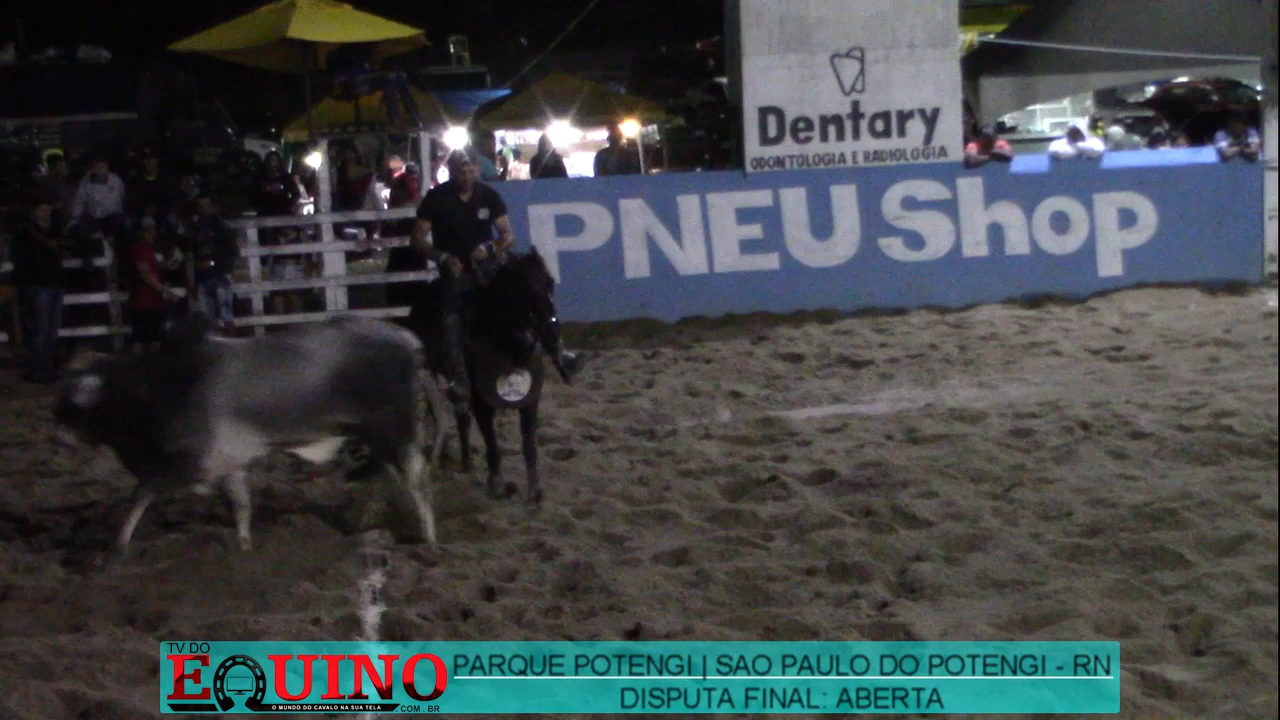 Dentary
ODONTOLOGIA E RADIOLOGIA
PNEU Shop
TV DO
EQUINO
O MUNDO DO CAVALO NA SUA TELA .COM.BR
PARQUE POTENGI | SAO PAULO DO POTENGI - RN
DISPUTA FINAL: ABERTA